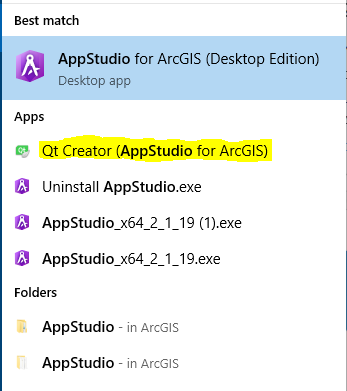 Best match
AppStudio for ArcGIS (Desktop Edition)
Desktop app
Apps
Qt Creator (AppStudio for ArcGIS)
Uninstall AppStudio.exe
AppStudio_x64_2_1_19 (1).exe
AppStudio_x64_2_1_19.exe
Folders
AppStudio - in ArcGIS
AppStudio - in ArcGIS